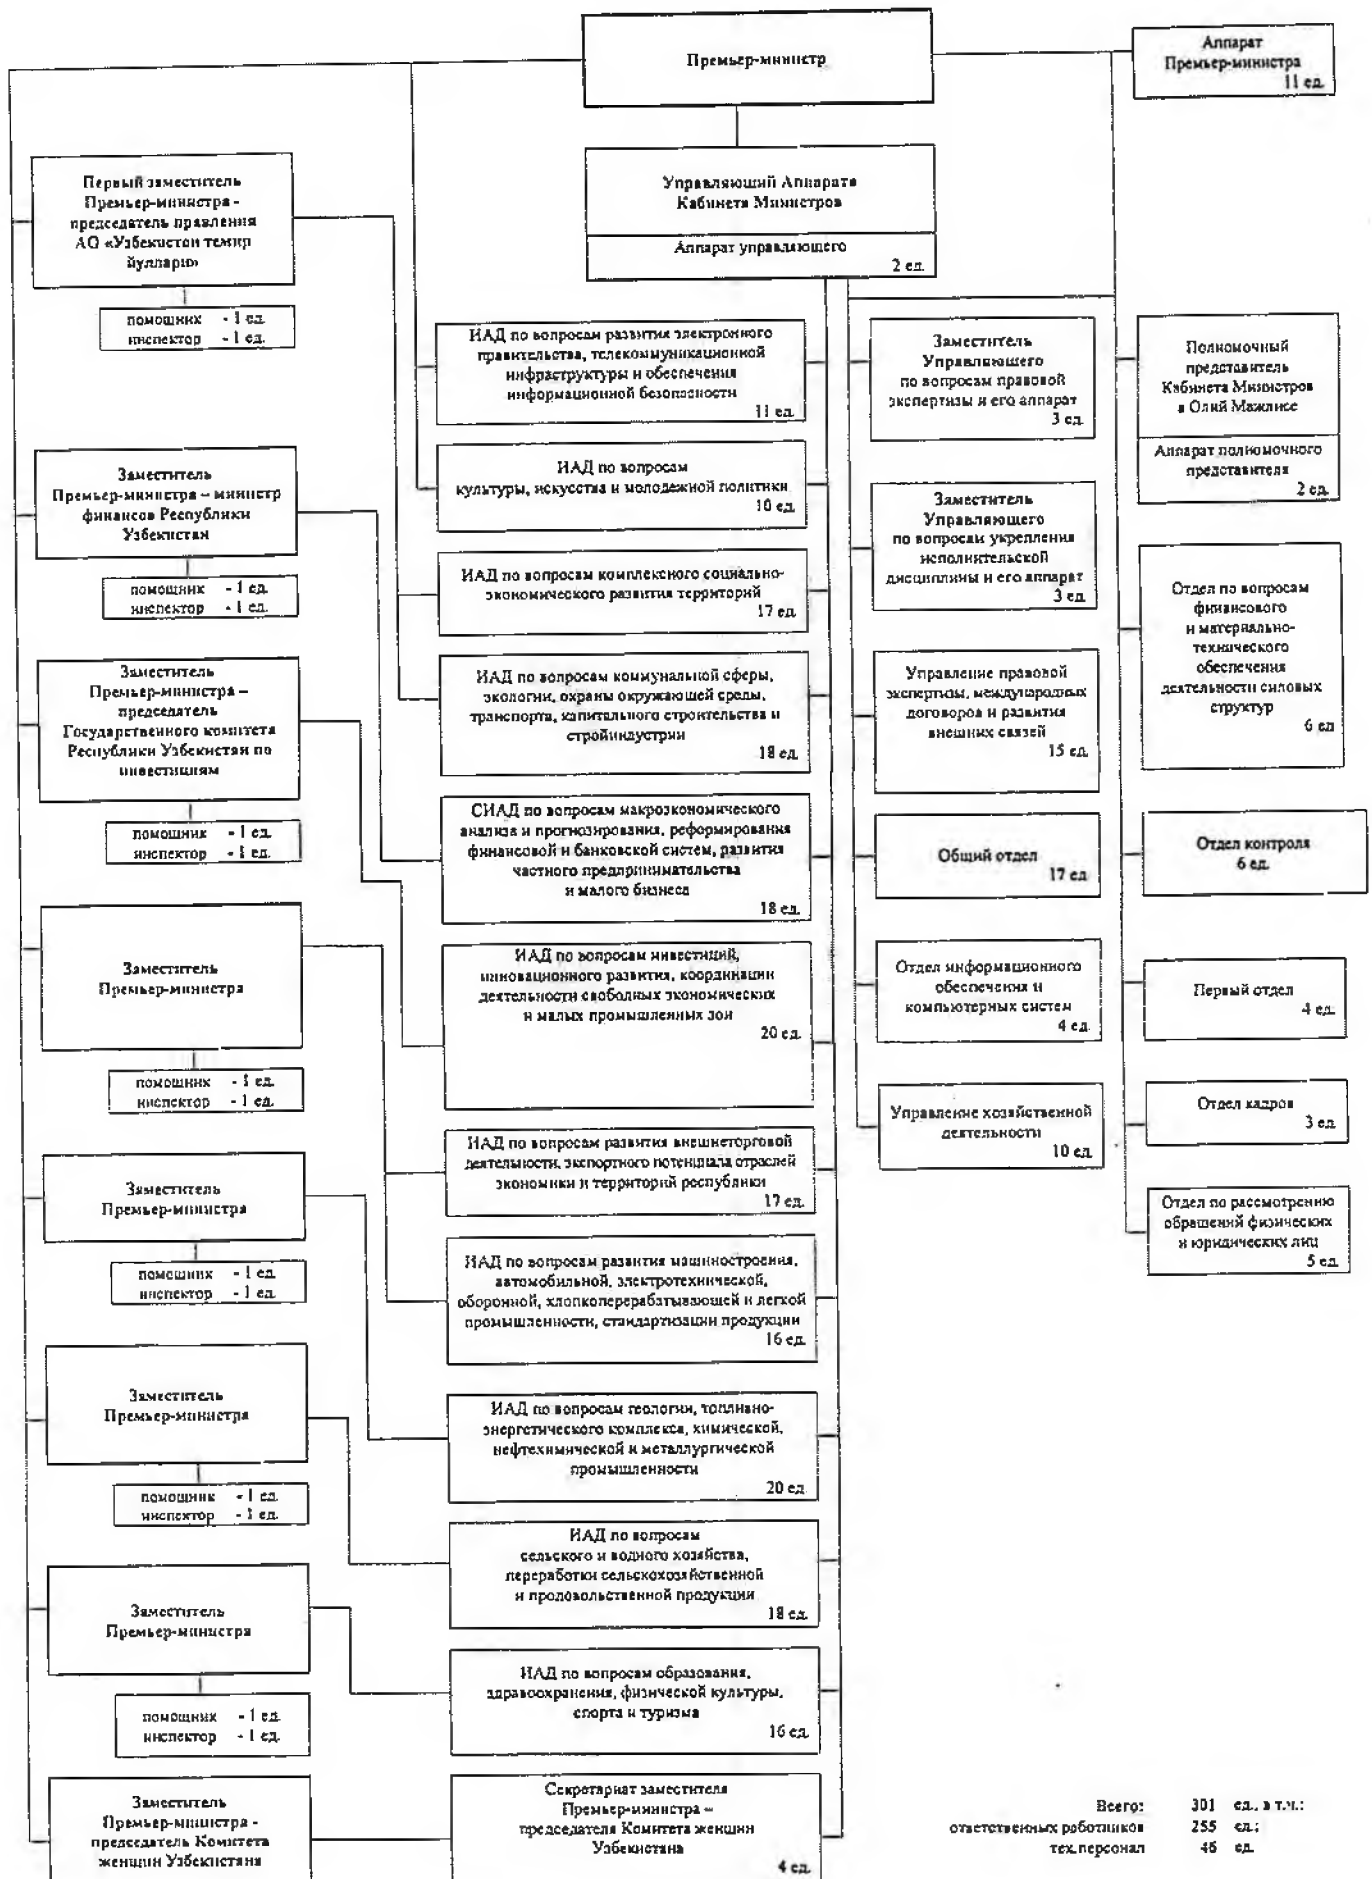 Премьер-министр
Аппарат
Премьер-министра
11 ед.
Управляющий Аппарата
Кабинета Министров
Аппарат управляющего
2 ед.
Первый заместитель
Премьер-министра -
председатель правления
АО «Узбекистон темир
йуллари»
помощник - 1 ед.
инспектор - 1 ед.
Заместитель
Премьер-министра – министр
финансов Республики
Узбекистан
помощник - 1 ед.
инспектор - 1 ед.
Заместитель
Премьер-министра –
председатель
Государственного комитета
Республики Узбекистан по
инвестициям
помощник - 1 ед.
инспектор - 1 ед.
Заместитель
Премьер-министра
помощник - 1 ед.
инспектор - 1 ед.
Заместитель
Премьер-министра
помощник - 1 ед.
инспектор - 1 ед.
Заместитель
Премьер-министра
помощник - 1 ед.
инспектор - 1 ед.
Заместитель
Премьер-министра
помощник - 1 ед.
инспектор - 1 ед.
Заместитель
Премьер-министра -
председатель Комитета
женщин Узбекистана
ИАД по вопросам развития электронного
правительства, телекоммуникационной
инфраструктуры и обеспечения
информационной безопасности
11 ед.
ИАД по вопросам
культуры, искусства и молодежной политики
10 ед.
ИАД по вопросам комплексного социально-
экономического развития территорий
17 ед.
ИАД по вопросам коммунальной сферы,
экологии, охраны окружающей среды,
транспорта, капитального строительства и
стройиндустрии
18 ед.
СИАД по вопросам макроэкономического
анализа и прогнозирования, реформирования
финансовой и банковской систем, развития
частного предпринимательства
и малого бизнеса
18 ед.
ИАД по вопросам инвестиций,
инновационного развития, координации
деятельности свободных экономических
и малых промышленных зон
20 ед.
ИАД по вопросам развития внешнеторговой
деятельности, экспортного потенциала отраслей
экономики и территорий республики
17 ед.
ИАД по вопросам развития машиностроения,
автомобильной, электротехнической,
оборонной, хлопкоперерабатывающей и легкой
промышленности, стандартизации продукции
16 ед.
ИАД по вопросам геологии, топливно-
энергетического комплекса, химической,
нефтехимической и металлургической
промышленности
20 ед.
ИАД по вопросам
сельского и водного хозяйства,
переработки сельскохозяйственной
и продовольственной продукции
18 ед.
ИАД по вопросам образования,
здравоохранения, физической культуры,
спорта и туризма
16 ед.
Секретариат заместителя
Премьер-министра –
председателя Комитета женщин
Узбекистана
4 ед.
Заместитель
Управляющего
по вопросам правовой
экспертизы и его аппарат
3 ед.
Заместитель
Управляющего
по вопросам укрепления
исполнительской
дисциплины и его аппарат
3 ед.
Управление правовой
экспертизы, международных
договоров и развития
внешних связей
15 ед.
Общий отдел
17 ед.
Отдел информационного
обеспечения и
компьютерных систем
4 ед.
Управление хозяйственной
деятельности
10 ед.
Полномочный
представитель
Кабинета Министров
в Олий Мажлисе
Аппарат полномочного
представителя
2 ед.
Отдел по вопросам
финансового
и материально-
технического
обеспечения
деятельности силовых
структур
6 ед
Отдел контроля
6 ед.
Первый отдел
4 ед.
Отдел кадров
3 ед.
Отдел по рассмотрению
обращений физических
и юридических лиц
5 ед.
Всего: 301 ед., в т.ч.:
ответственных работников 255 ед.;
тех.персонал 46 ед.